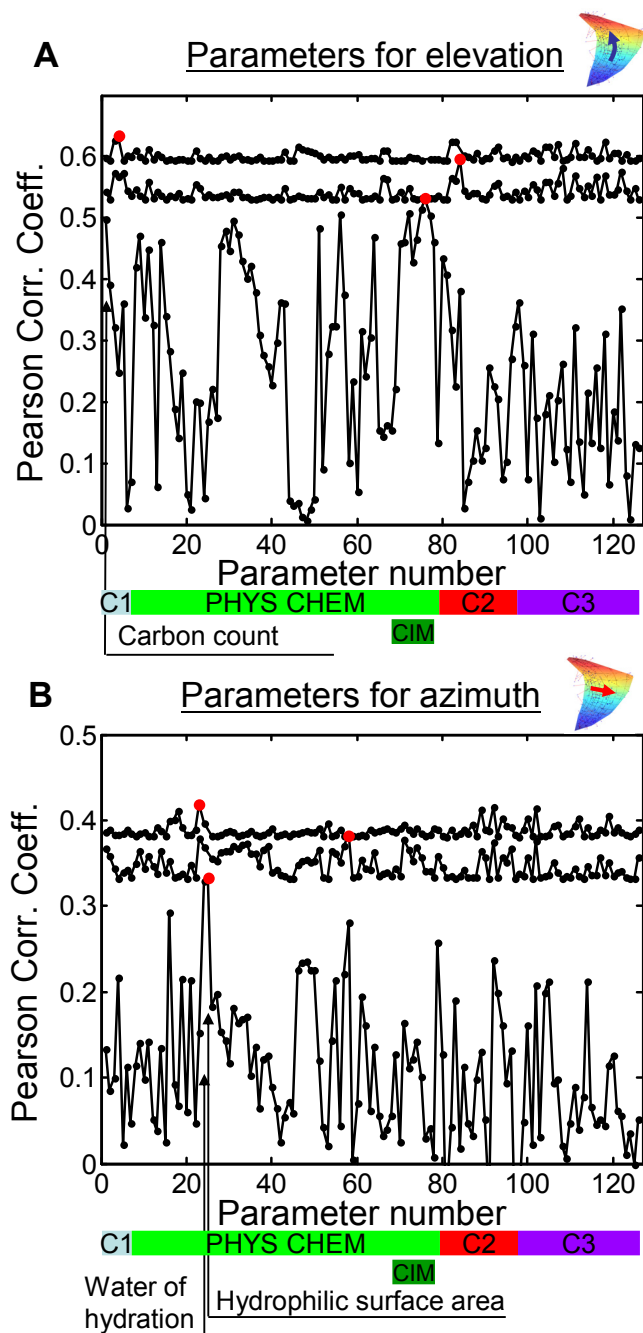 A
Parameters for elevation
Pearson Corr. Coeff.
0.6
0.5
0.4
0.3
0.2
0.1
0
0 20 40 60 80 100 120
Parameter number
C1 PHYS CHEM C2 C3
CIM
Carbon count
B
Parameters for azimuth
Pearson Corr. Coeff.
0.5
0.4
0.3
0.2
0.1
0
0 20 40 60 80 100 120
Parameter number
C1 PHYS CHEM C2 C3
CIM
Water of
hydration
Hydrophilic surface area